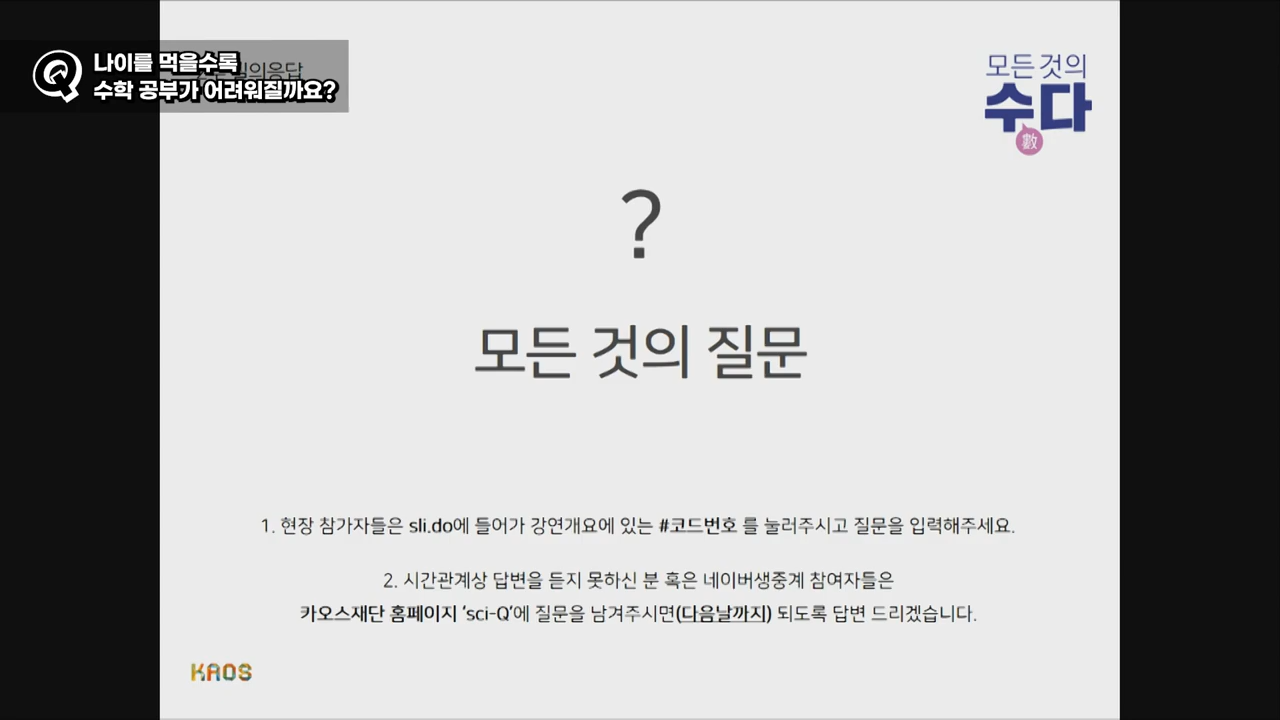 나이를 먹을수록
수학 공부가 어려워질까요?
질의응답
모든 것의
수다
數
?
모든 것의 질문
1. 현장 참가자들은 sli.do에 들어가 강연개요에 있는 #코드번호 를 눌러주시고 질문을 입력해주세요.
2. 시간관계상 답변을 듣지 못하신 분 혹은 네이버생중계 참여자들은
카오스재단 홈페이지 'sci-Q'에 질문을 남겨주시면(다음날까지) 되도록 답변 드리겠습니다.
KAOS